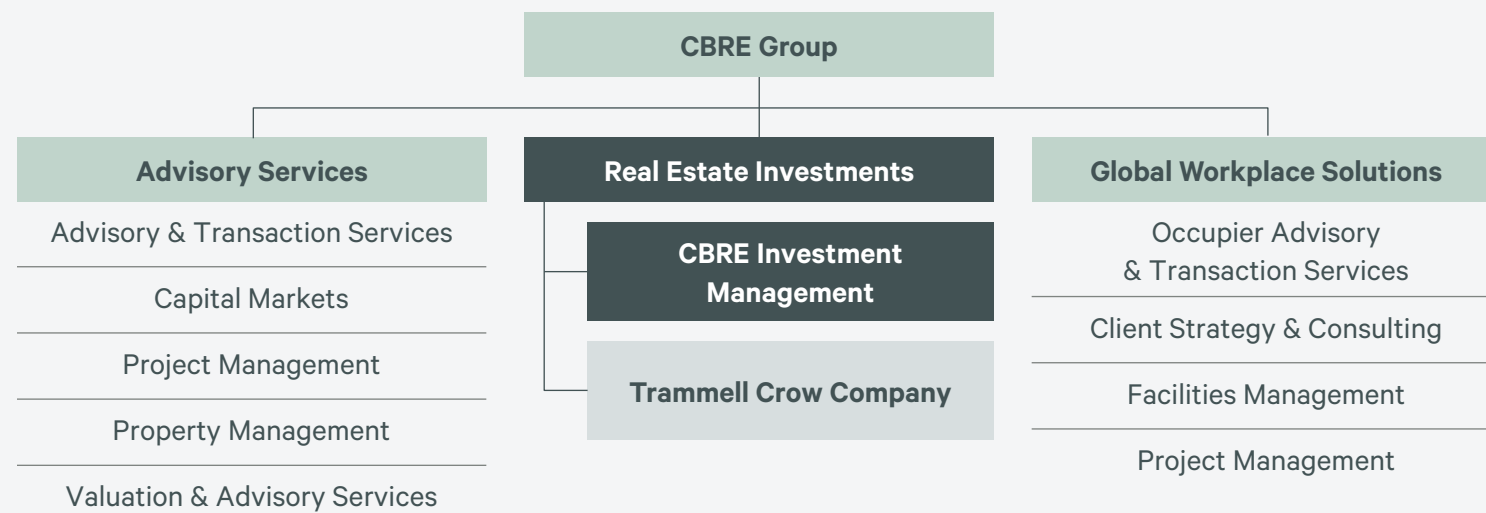 CBRE Group
Advisory Services
Advisory & Transaction Services
Capital Markets
Project Management
Property Management
Valuation & Advisory Services
Real Estate Investments
CBRE Investment
Management
Trammell Crow Company
Global Workplace Solutions
Occupier Advisory
& Transaction Services
Client Strategy & Consulting
Facilities Management
Project Management